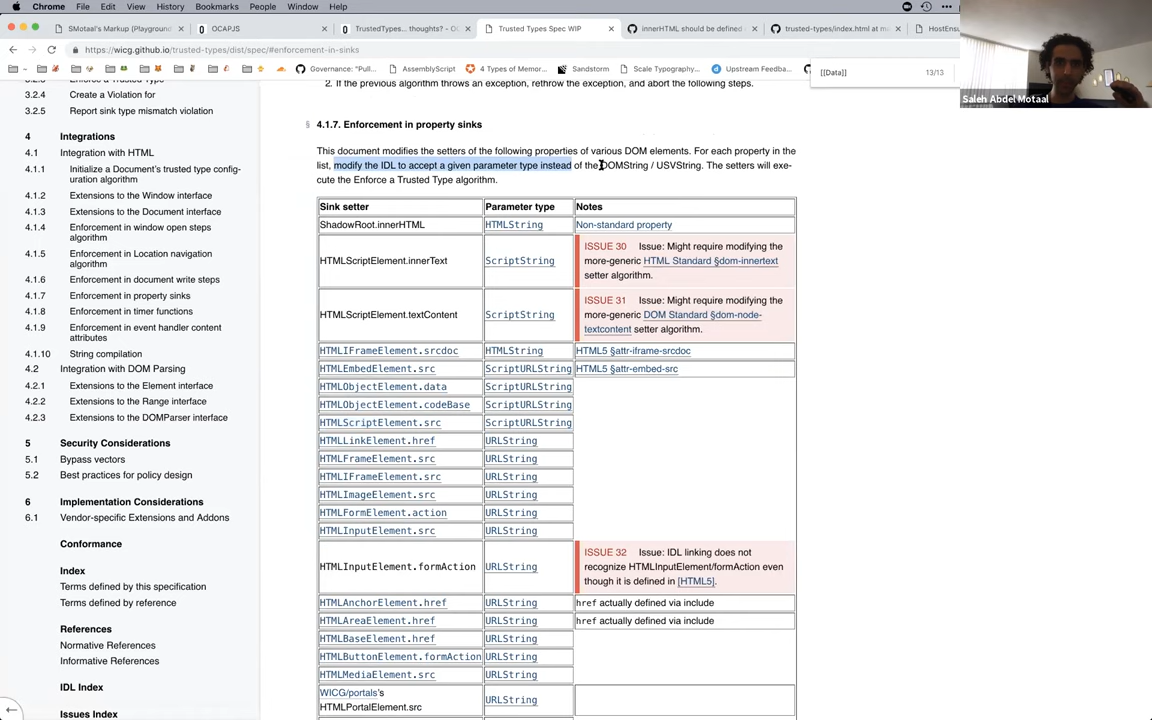 Chrome File Edit View History Bookmarks People Window Help
SMotaal's Markup (Playground
OCAPJS
TrustedTypes... thoughts? -
Trusted Types Spec WIP
innerHTML should be defined
trusted-types/index.html at m
HostEnsu
https://wicg.github.io/trusted-types/dist/spec/#enforcement-in-sinks
Governance: "Pull...
AssemblyScript
4 Types of Memor...
Sandstorm
Scale Typography...
Upstream Feedba...
[[Data]] 13/13
Saleh Abdel Motaal
3.2.4 Create a Violation for
3.2.5 Report sink type mismatch violation
4 Integrations
4.1 Integration with HTML
4.1.1 Initialize a Document's trusted type config-
uration algorithm
4.1.2 Extensions to the Window interface
4.1.3 Extensions to the Document interface
4.1.4 Enforcement in window open steps
algorithm
4.1.5 Enforcement in Location navigation
algorithm
4.1.6 Enforcement in document write steps
4.1.7 Enforcement in property sinks
4.1.8 Enforcement in timer functions
4.1.9 Enforcement in event handler content
attributes
4.1.10 String compilation
4.2 Integration with DOM Parsing
4.2.1 Extensions to the Element interface
4.2.2 Extensions to the Range interface
4.2.3 Extensions to the DOMParser interface
5 Security Considerations
5.1 Bypass vectors
5.2 Best practices for policy design
6 Implementation Considerations
6.1 Vendor-specific Extensions and Addons
Conformance
Index
Terms defined by this specification
Terms defined by reference
References
Normative References
Informative References
IDL Index
Issues Index
2. If the previous algorithm throws an exception, rethrow the exception, and abort the following steps.
§ 4.1.7. Enforcement in property sinks
This document modifies the setters of the following properties of various DOM elements. For each property in the
list, modify the IDL to accept a given parameter type instead of the DOMString / USVString. The setters will exe-
cute the Enforce a Trusted Type algorithm.
Sink setter Parameter type Notes
ShadowRoot.innerHTML HTMLString Non-standard property
HTMLScriptElement.innerText ScriptString
ISSUE 30 Issue: Might require modifying the
more-generic HTML Standard §dom-innertext
setter algorithm.
HTMLScriptElement.textContent ScriptString
ISSUE 31 Issue: Might require modifying the
more-generic DOM Standard §dom-node-
textcontent setter algorithm.
HTMLIFrameElement.srcdoc HTMLString HTML5 §attr-iframe-srcdoc
HTMLEmbedElement.src ScriptURLString HTML5 §attr-embed-src
HTMLObjectElement.data ScriptURLString
HTMLObjectElement.codeBase ScriptURLString
HTMLScriptElement.src ScriptURLString
HTMLLinkElement.href URLString
HTMLFrameElement.src URLString
HTMLIFrameElement.src URLString
HTMLImageElement.src URLString
HTMLFormElement.action URLString
HTMLInputElement.src URLString
HTMLInputElement.formAction URLString
ISSUE 32 Issue: IDL linking does not
recognize HTMLInputElement/formAction even
though it is defined in [HTML5].
HTMLAnchorElement.href URLString href actually defined via include
HTMLAreaElement.href URLString href actually defined via include
HTMLBaseElement.href URLString
HTMLButtonElement.formAction URLString
HTMLMediaElement.src URLString
WICG/portals's
HTMLPortalElement.src URLString